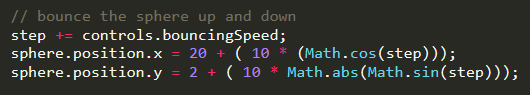 // bounce the sphere up and down
step += controls.bouncingSpeed;
sphere.position.x = 20 + ( 10 * (Math.cos(step)));
sphere.position.y = 2 + ( 10 * Math.abs(Math.sin(step)));